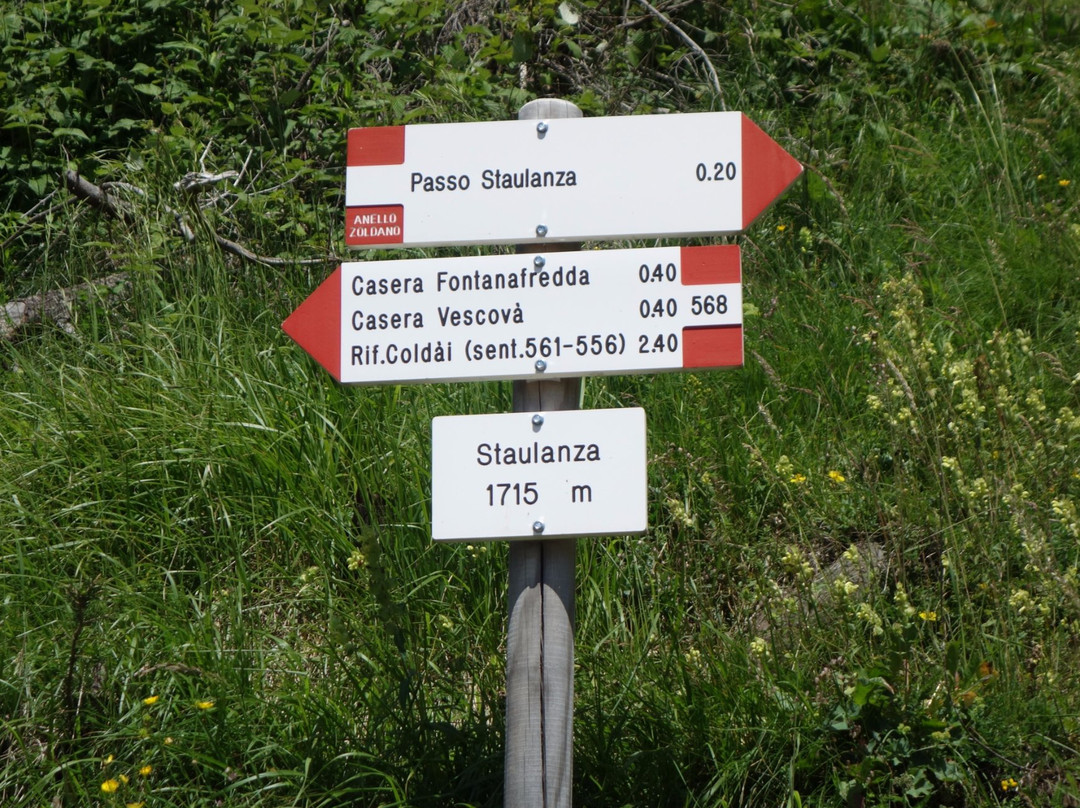 Passo Staulanza 0.20
ANELLO
ZOLDANO
Casera Fontanafredda 0.40
Casera Vescovà 0.40 568
Rif.Coldài (sent.561-556) 2.40
Staulanza
1715 m